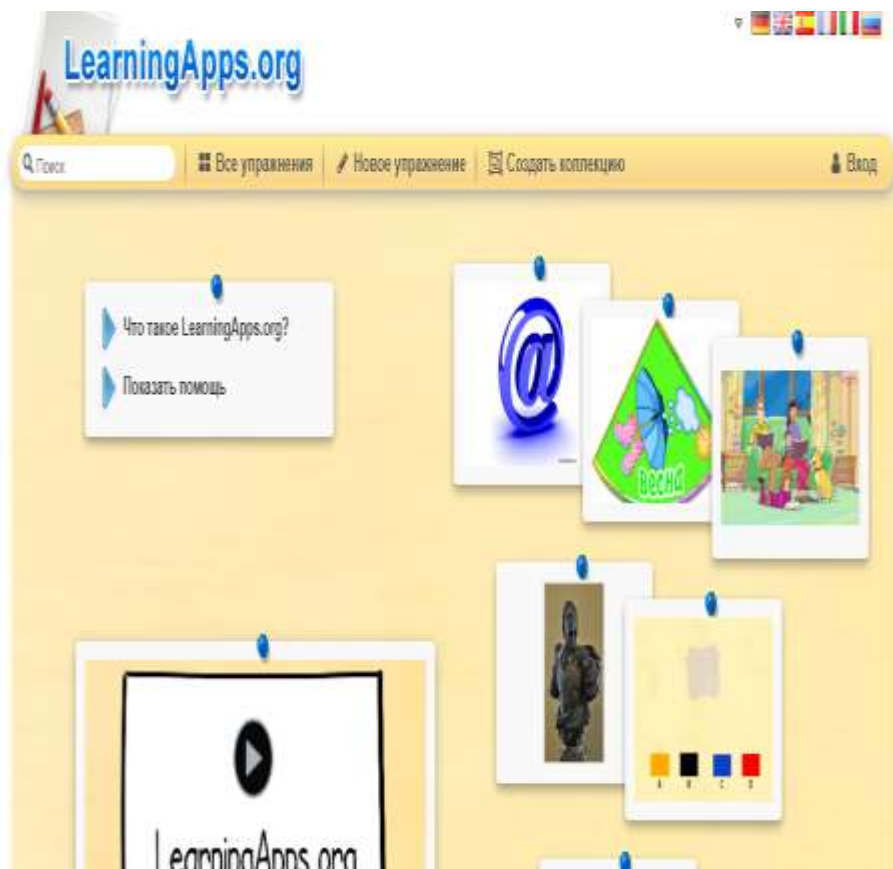 LearningApps.org
Поиск
Все упражнения
Новое упражнение
Создать коллекцию
Вход
Что такое LearningApps.org?
Показать помощь
@
весна
A B C D
LearningApps.org